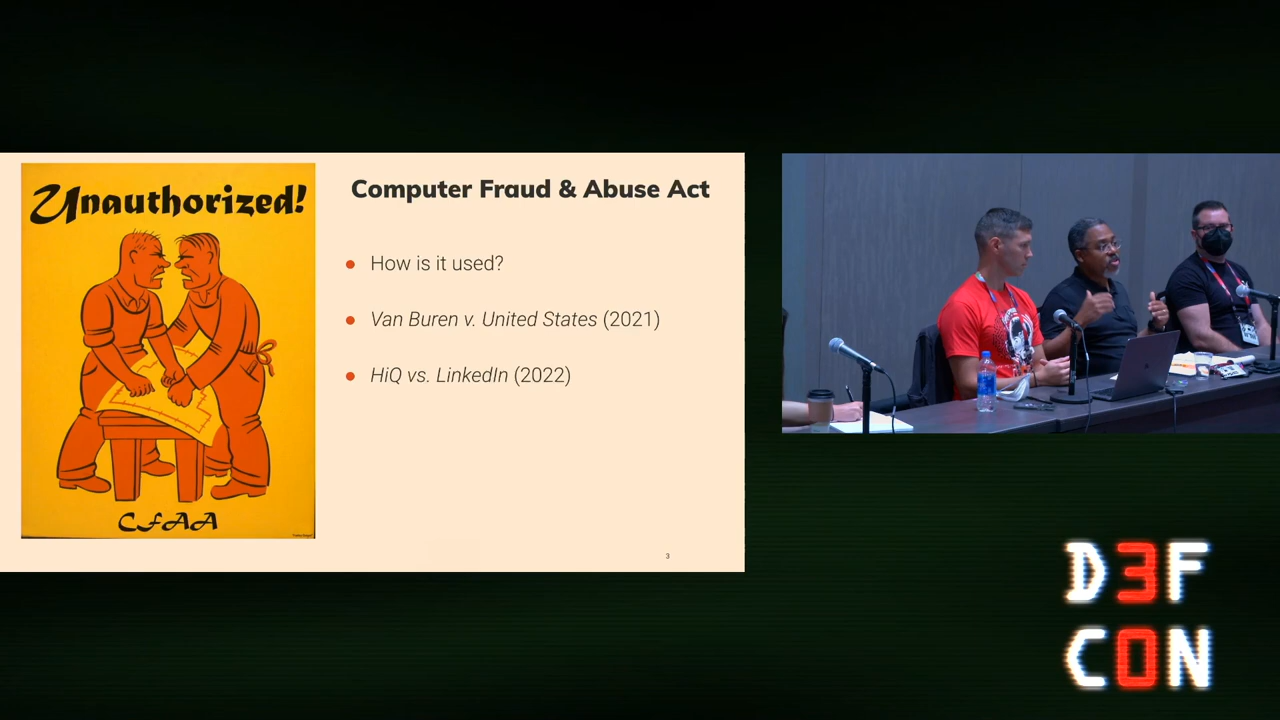 Unauthorized!
CFAA
Computer Fraud & Abuse Act
How is it used?
Van Buren v. United States (2021)
HiQ vs. LinkedIn (2022)
3
D3F
C0N